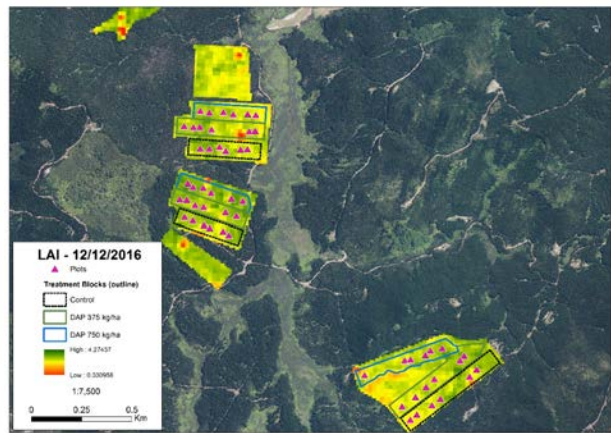 LAI - 12/12/2016
Plots
Treatment Blocks (outline)
Control
DAP 375 kg/ha
DAP 750 kg/ha
High : 4.27457
Low : 0.330958
1:7,500
0 0.25 0.5
Km